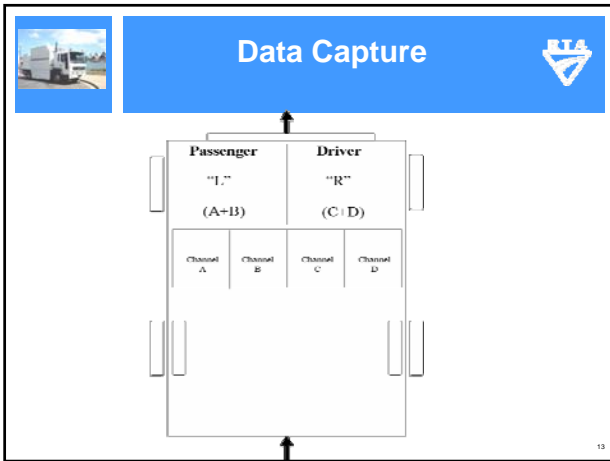 Data Capture
RTA
Passenger Driver
"L" "R"
(A+B) (C+D)
Channel A Channel B Channel C Channel D
13